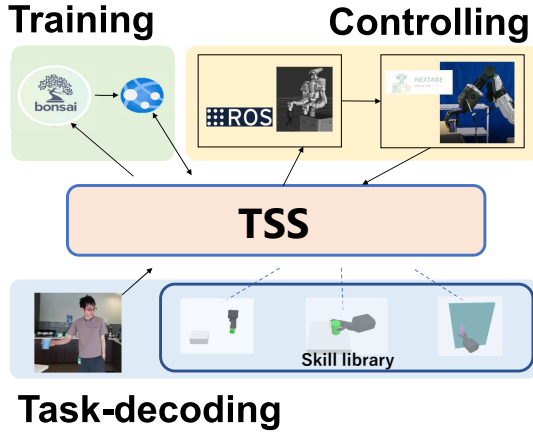 Training
Controlling
bonsai
ROS
NEXTAGE
TSS
Skill library
Task-decoding